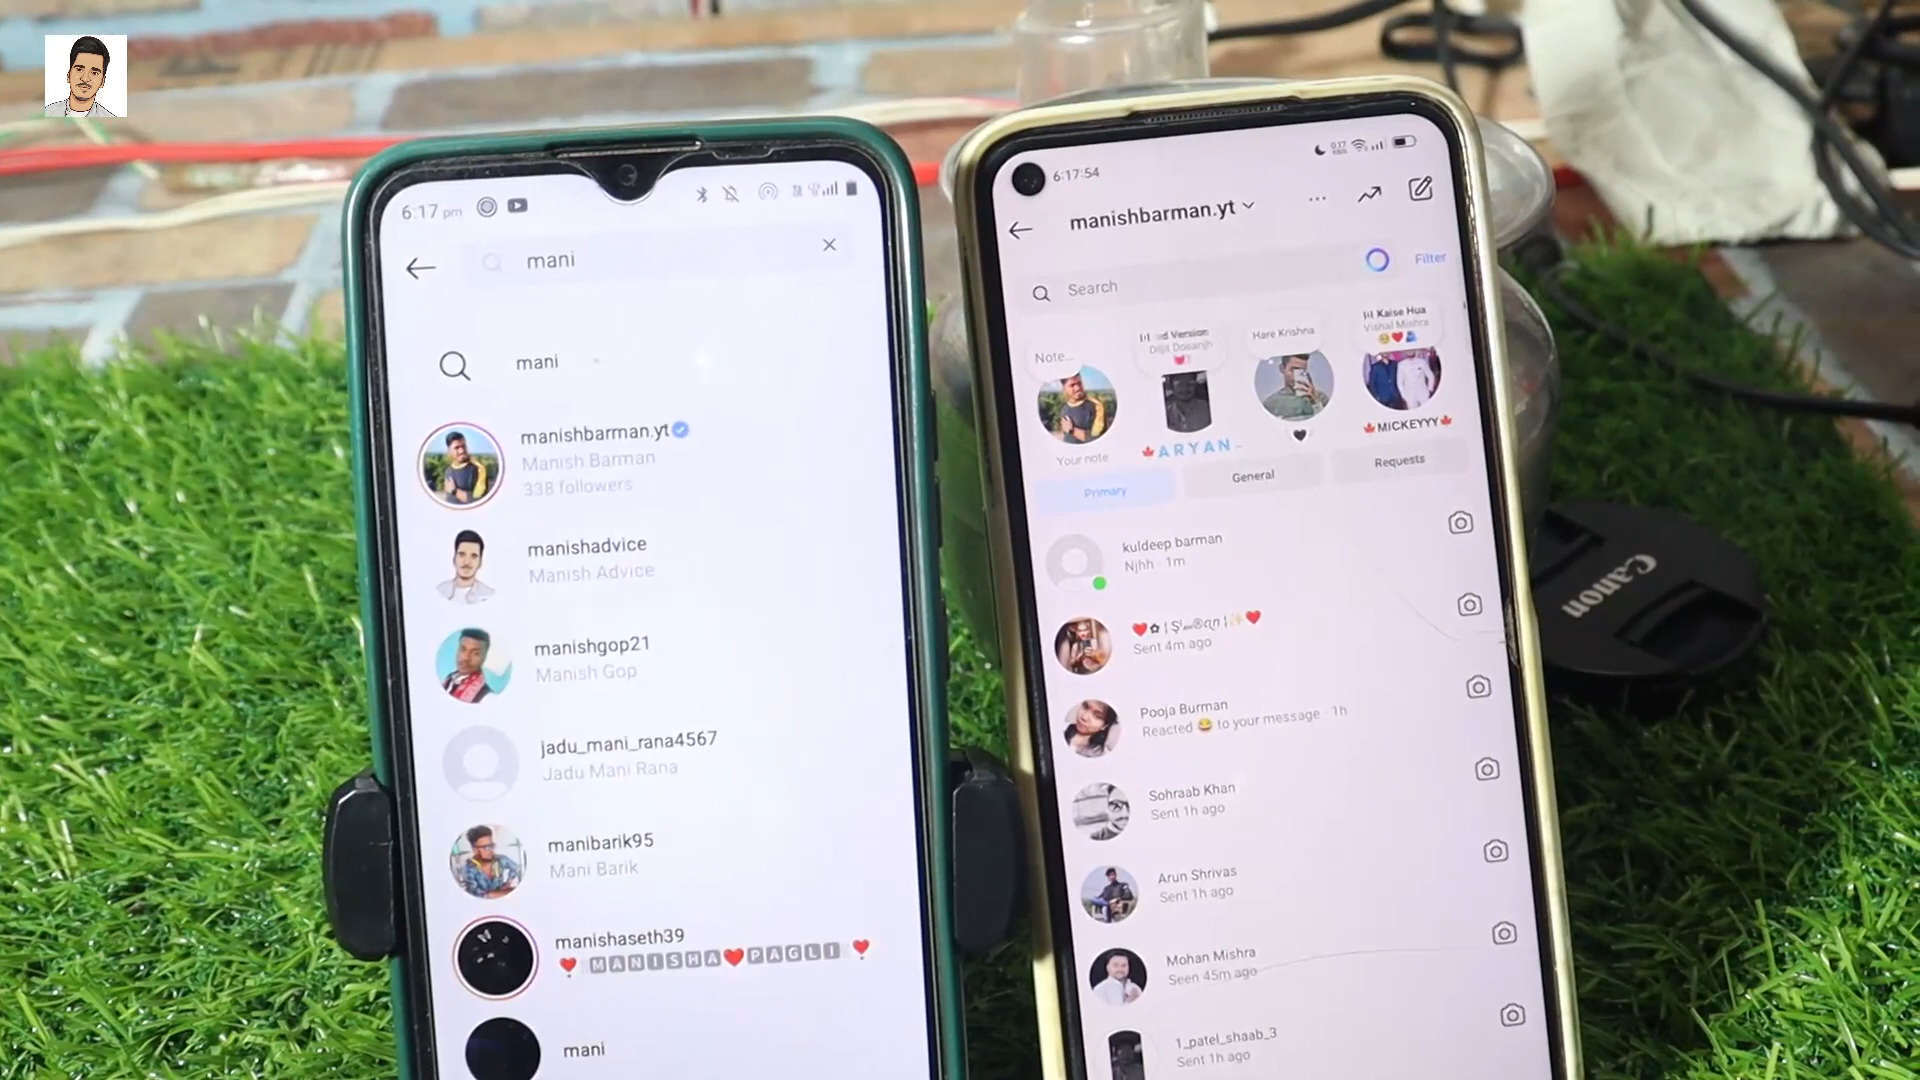 6:17 pm
mani
mani
manishbarman.yt
Manish Barman
338 followers
manishadvice
Manish Advice
manishgop21
Manish Gop
jadu_mani_rana4567
Jadu Mani Rana
manibarik95
Mani Barik
manishaseth39
❣️MANISHA❤️PAGLI❣️
mani
6:17:54
manishbarman.yt
Search
Filter
Note...
Version
Diljit Dosanjh
Hare Krishna
Kaise Hua
Vishal Mishra
🥹❤️🫂
Your note
🍁ARYAN
🖤
🍁MICKEYYY🍁
Primary
General
Requests
kuldeep barman
Njhh · 1m
Sent 4m ago
Pooja Burman
Reacted 😂 to your message · 1h
Sohraab Khan
Sent 1h ago
Arun Shrivas
Sent 1h ago
Mohan Mishra
Seen 45m ago
1_patel_shaab_3
Sent 1h ago
Canon